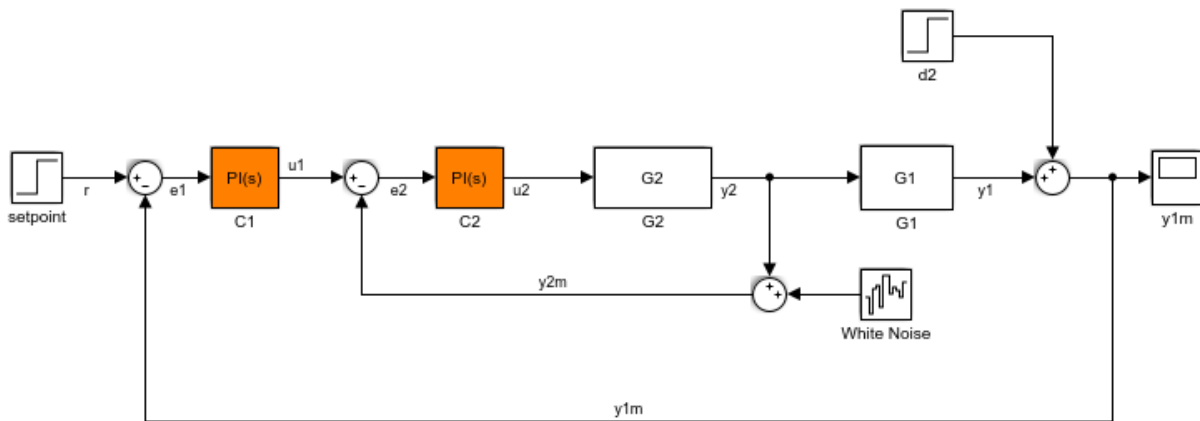 d2
PI(s)
u1
PI(s)
G2
y2
G1
r
e1
e2
u2
y1
setpoint
C1
C2
G2
G1
y1m
y2m
White Noise
y1m